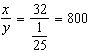 x/y = 32/(1/25) = 800